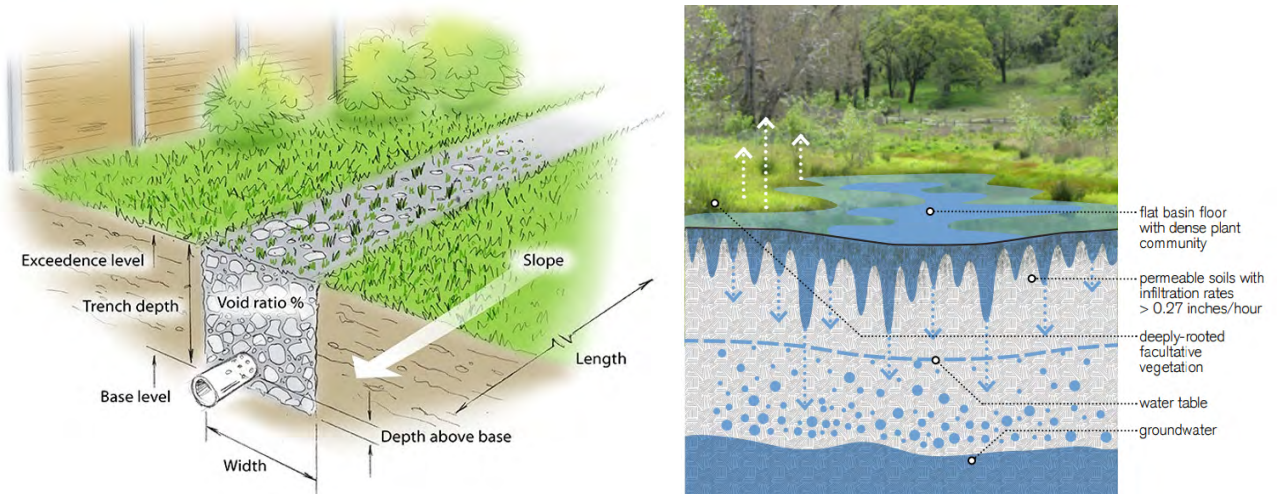 Exceedence level
Trench depth
Void ratio %
Slope
Length
Base level
Depth above base
Width
flat basin floor
with dense plant
community
permeable soils with
infiltration rates
> 0.27 inches/hour
deeply-rooted
facultative
vegetation
water table
groundwater